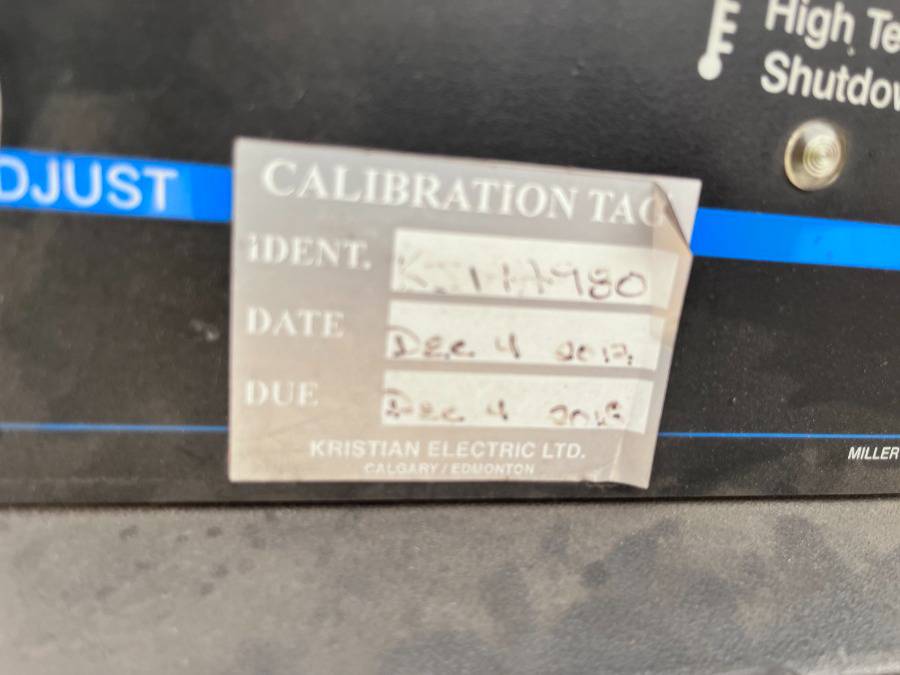 High Te
Shutdow
DJUST
CALIBRATION TAG
IDENT.
DATE Dec 4 2017
DUE Dec 4 2018
KRISTIAN ELECTRIC LTD.
CALGARY / EDMONTON
MILLER